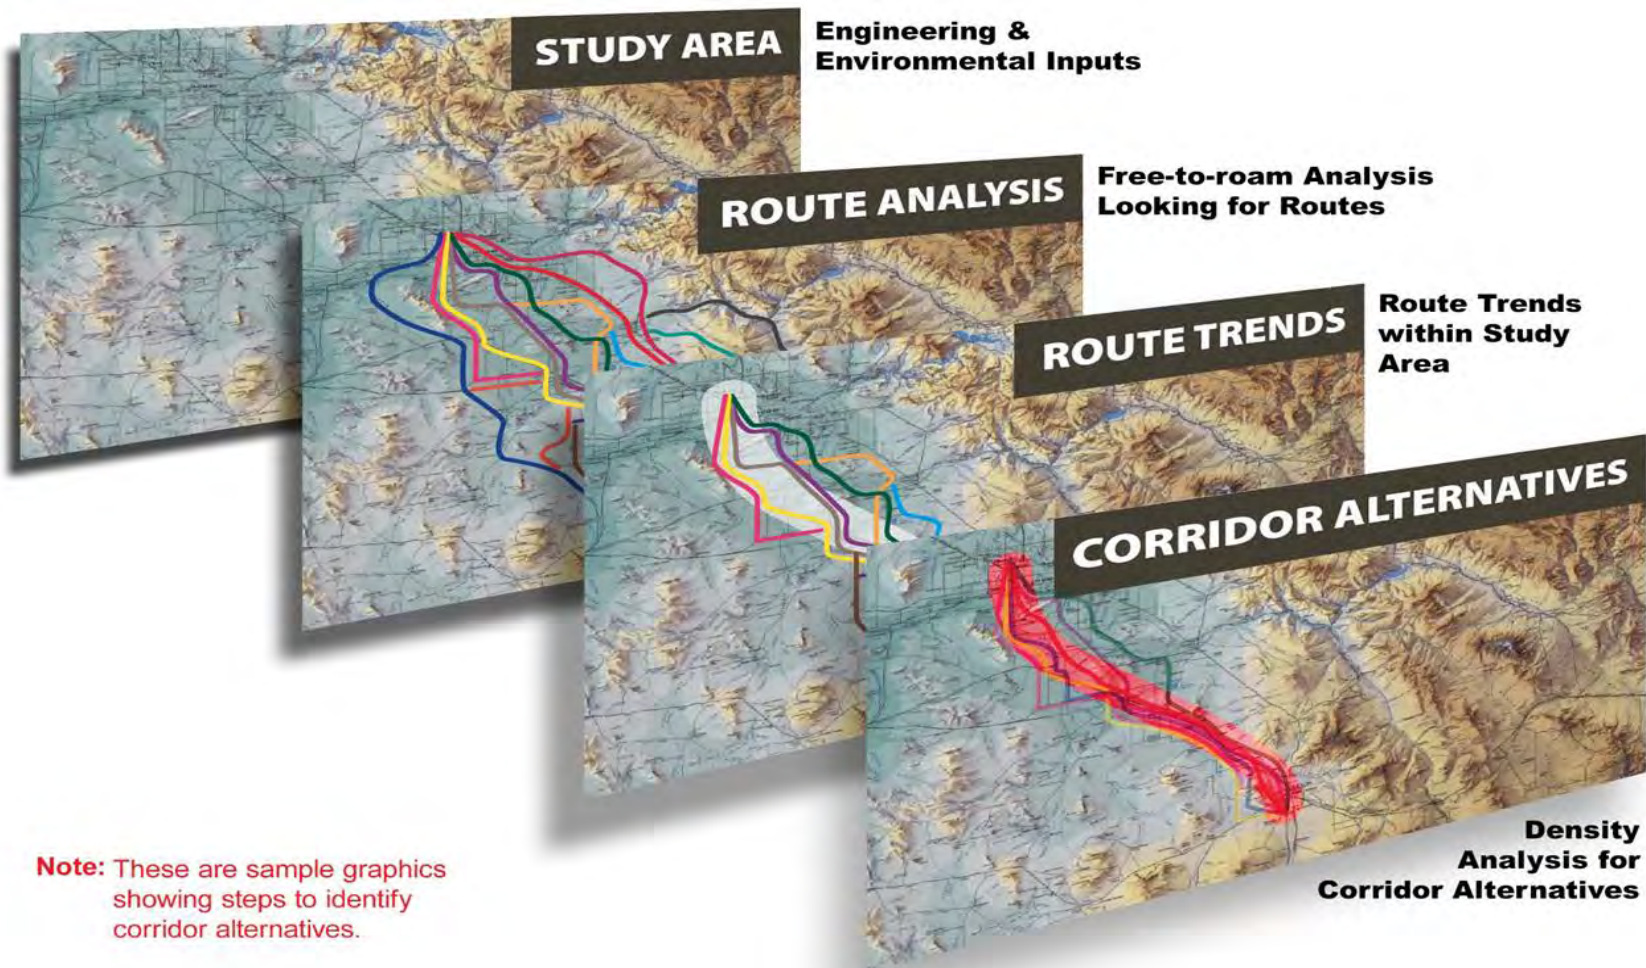 STUDY AREA
Engineering &
Environmental Inputs
ROUTE ANALYSIS
Free-to-roam Analysis
Looking for Routes
ROUTE TRENDS
Route Trends
within Study
Area
CORRIDOR ALTERNATIVES
Density
Analysis for
Corridor Alternatives
Note: These are sample graphics
showing steps to identify
corridor alternatives.